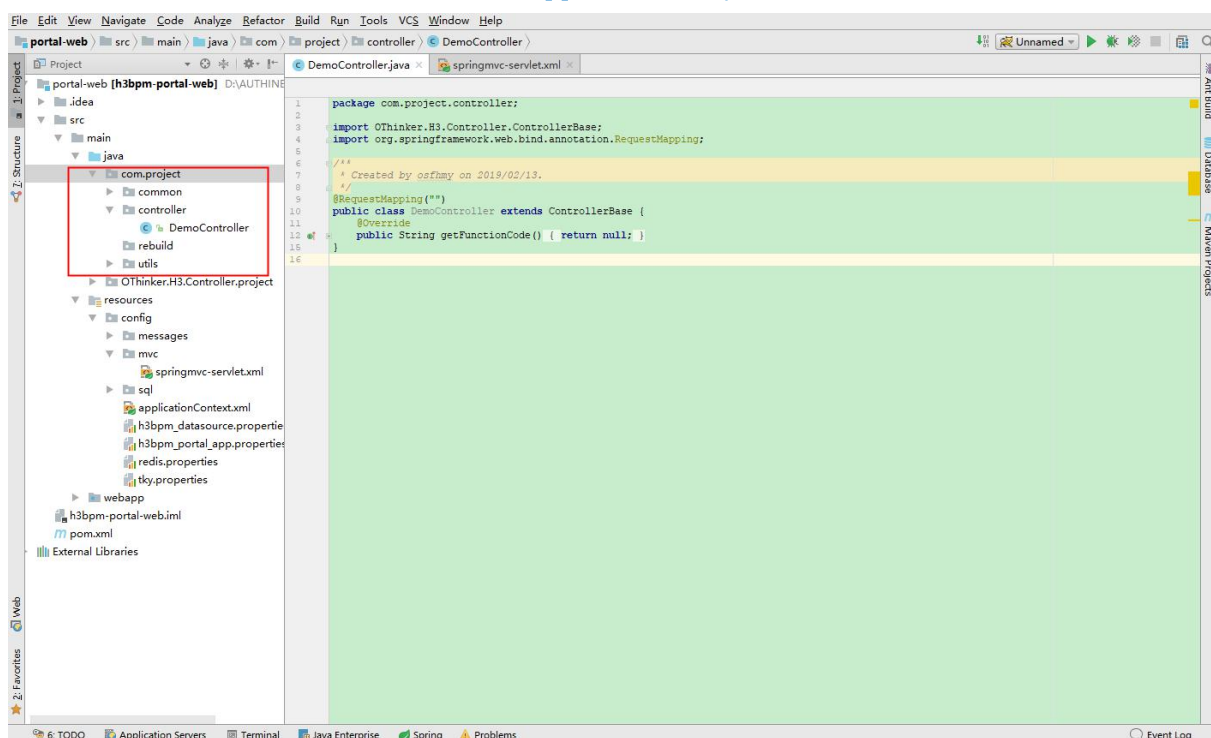 File Edit View Navigate Code Analyze Refactor Build Run Tools VCS Window Help
portal-web src main java com project controller DemoController
Unnamed
1: Project
Project
DemoController.java
springmvc-servlet.xml
portal-web [h3bpm-portal-web] D:\AUTHINE
.idea
src
main
java
com.project
common
controller
DemoController
rebuild
utils
OThinker.H3.Controller.project
resources
config
messages
mvc
springmvc-servlet.xml
sql
applicationContext.xml
h3bpm_datasource.propertie
h3bpm_portal_app.properties
redis.properties
tky.properties
webapp
h3bpm-portal-web.iml
pom.xml
External Libraries
7: Structure
Web
2: Favorites
1 package com.project.controller;
2
3 import OThinker.H3.Controller.ControllerBase;
4 import org.springframework.web.bind.annotation.RequestMapping;
5
6 /**
7 * Created by osfhmy on 2019/02/13.
8 */
9 @RequestMapping("")
10 public class DemoController extends ControllerBase {
11 @Override
12 public String getFunctionCode() { return null; }
15 }
16
Ant Build
Database
Maven Projects
6: TODO Application Servers Terminal Java Enterprise Spring Problems Event Log